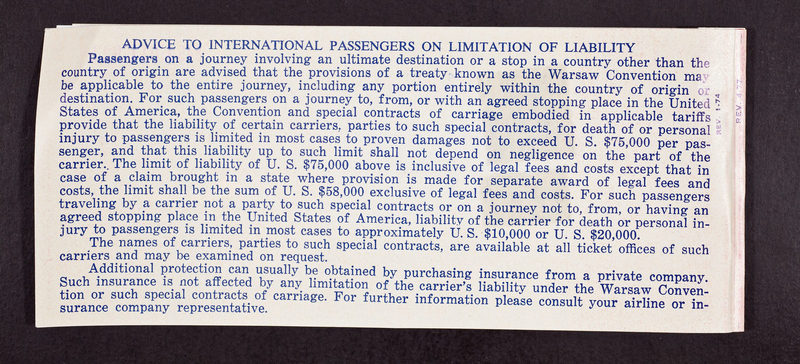 ADVICE TO INTERNATIONAL PASSENGERS ON LIMITATION OF LIABILITY
Passengers on a journey involving an ultimate destination or a stop in a country other than the
country of origin are advised that the provisions of a treaty known as the Warsaw Convention may
be applicable to the entire journey, including any portion entirely within the country of origin or
destination. For such passengers on a journey to, from, or with an agreed stopping place in the United
States of America, the Convention and special contracts of carriage embodied in applicable tariffs
provide that the liability of certain carriers, parties to such special contracts, for death of or personal
injury to passengers is limited in most cases to proven damages not to exceed U. S. $75,000 per pas-
senger, and that this liability up to such limit shall not depend on negligence on the part of the
carrier. The limit of liability of U. S. $75,000 above is inclusive of legal fees and costs except that in
case of a claim brought in a state where provision is made for separate award of legal fees and
costs, the limit shall be the sum of U. S. $58,000 exclusive of legal fees and costs. For such passengers
traveling by a carrier not a party to such special contracts or on a journey not to, from, or having an
agreed stopping place in the United States of America, liability of the carrier for death or personal in-
jury to passengers is limited in most cases to approximately U. S. $10,000 or U. S. $20,000.
The names of carriers, parties to such special contracts, are available at all ticket offices of such
carriers and may be examined on request.
Additional protection can usually be obtained by purchasing insurance from a private company.
Such insurance is not affected by any limitation of the carrier's liability under the Warsaw Conven-
tion or such special contracts of carriage. For further information please consult your airline or in-
surance company representative.
REV. 1-74
REV. 4.77